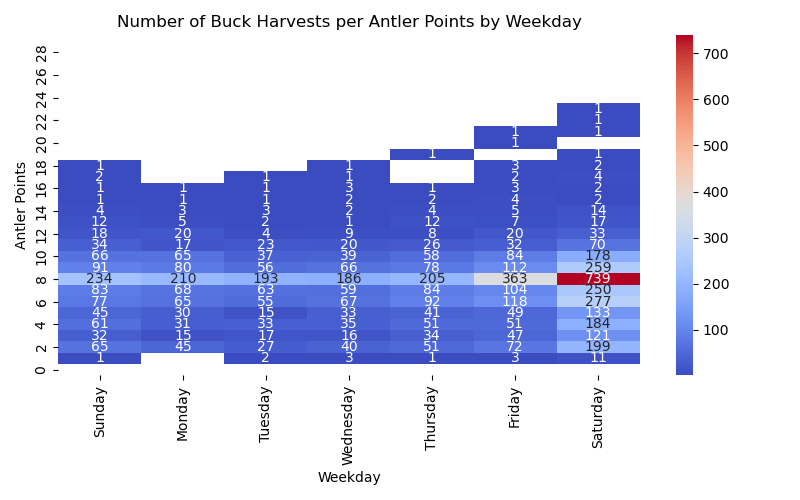 Number of Buck Harvests per Antler Points by Weekday
Antler Points
28
26
24
1
22 1
1 1
20 1
1 1
18 1 1 3 2
2 1 1 2 4
16 1 1 1 3 1 3 2
1 1 1 2 2 4 2
14 4 3 3 2 4 5 14
12 5 2 1 12 7 17
12 18 20 4 9 8 20 33
34 17 23 20 26 32 70
10 66 65 37 39 58 84 178
91 80 56 66 78 112 259
8 234 210 193 186 205 363 739
83 68 63 59 84 104 250
6 77 65 55 67 92 118 277
45 30 15 33 41 49 133
4 61 31 33 35 51 51 184
32 15 17 16 34 47 121
2 65 45 27 40 51 72 199
1 2 3 1 3 11
0
Sunday Monday Tuesday Wednesday Thursday Friday Saturday
Weekday
700
600
500
400
300
200
100